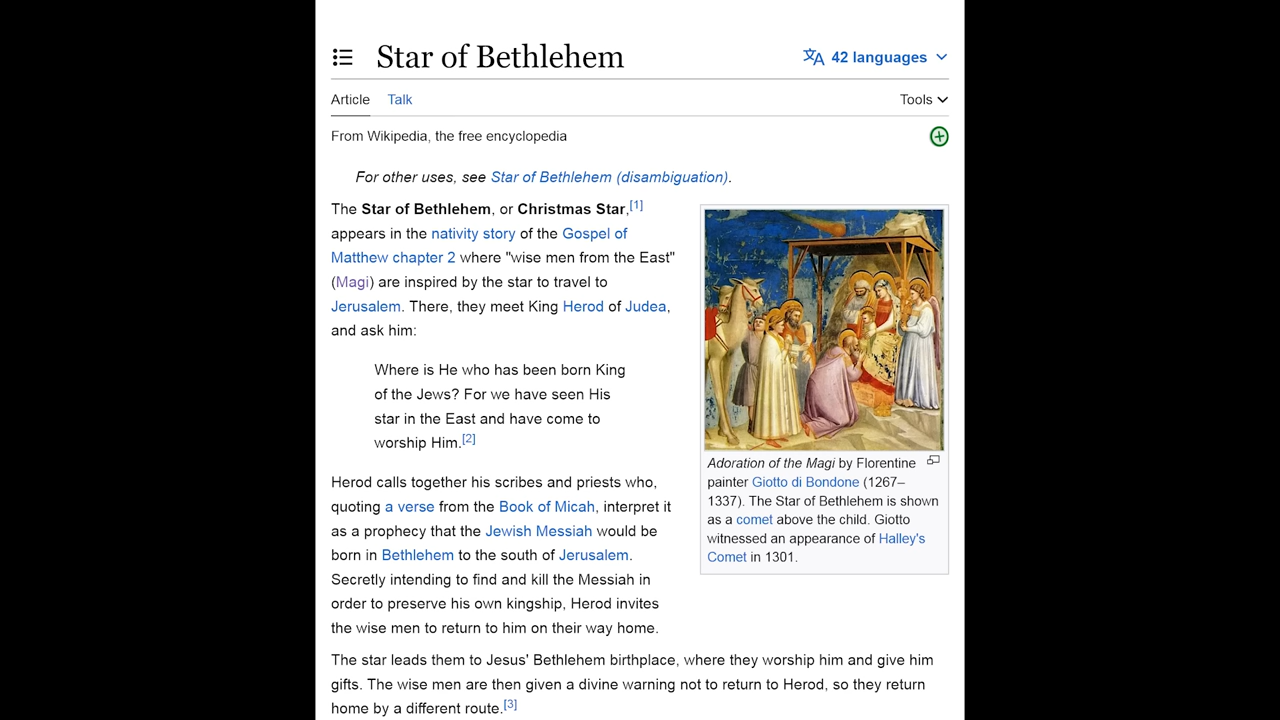 Star of Bethlehem
42 languages
Article Talk
Tools
From Wikipedia, the free encyclopedia
For other uses, see Star of Bethlehem (disambiguation).
The Star of Bethlehem, or Christmas Star,[1]
appears in the nativity story of the Gospel of
Matthew chapter 2 where "wise men from the East"
(Magi) are inspired by the star to travel to
Jerusalem. There, they meet King Herod of Judea,
and ask him:
Where is He who has been born King
of the Jews? For we have seen His
star in the East and have come to
worship Him.[2]
Herod calls together his scribes and priests who,
quoting a verse from the Book of Micah, interpret it
as a prophecy that the Jewish Messiah would be
born in Bethlehem to the south of Jerusalem.
Secretly intending to find and kill the Messiah in
order to preserve his own kingship, Herod invites
the wise men to return to him on their way home.
Adoration of the Magi by Florentine
painter Giotto di Bondone (1267–
1337). The Star of Bethlehem is shown
as a comet above the child. Giotto
witnessed an appearance of Halley's
Comet in 1301.
The star leads them to Jesus' Bethlehem birthplace, where they worship him and give him
gifts. The wise men are then given a divine warning not to return to Herod, so they return
home by a different route.[3]